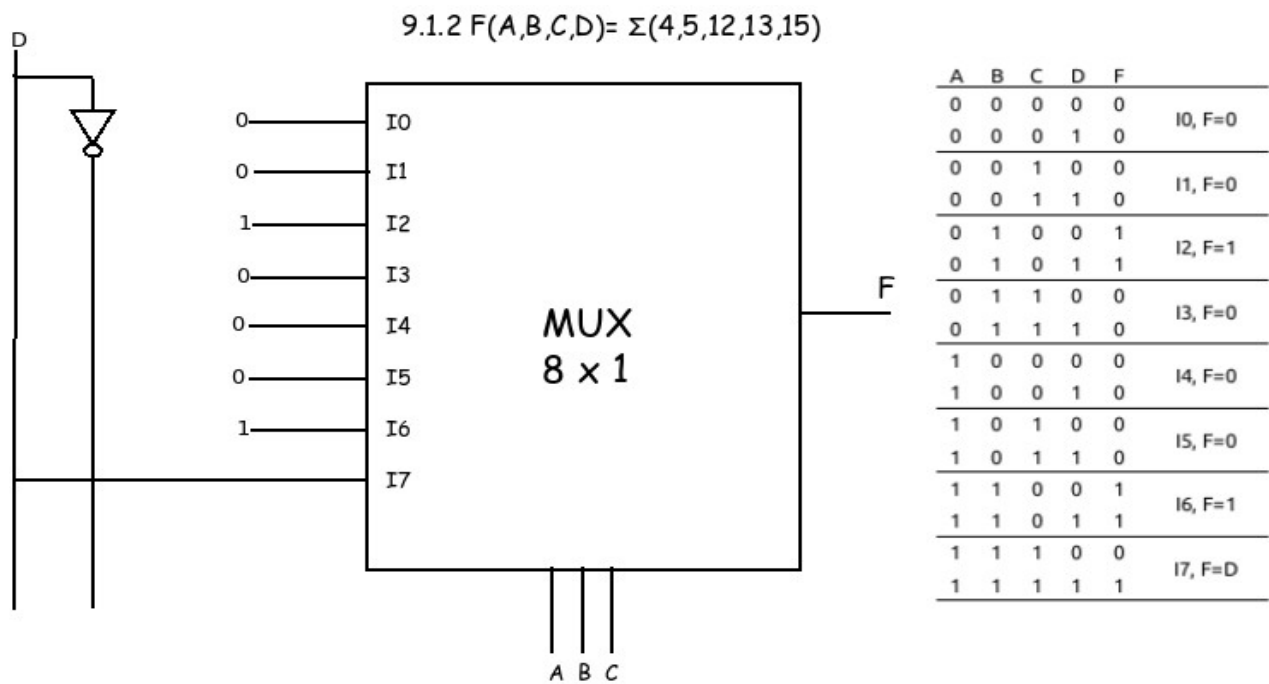 9.1.2 F(A,B,C,D)= Σ(4,5,12,13,15)
D
0 I0
0 I1
1 I2
0 I3
0 I4
0 I5
1 I6
I7
MUX
8 x 1
F
A B C
A B C D F
0 0 0 0 0
I0, F=0
0 0 0 1 0
0 0 1 0 0
I1, F=0
0 0 1 1 0
0 1 0 0 1
I2, F=1
0 1 0 1 1
0 1 1 0 0
I3, F=0
0 1 1 1 0
1 0 0 0 0
I4, F=0
1 0 0 1 0
1 0 1 0 0
I5, F=0
1 0 1 1 0
1 1 0 0 1
I6, F=1
1 1 0 1 1
1 1 1 0 0
I7, F=D
1 1 1 1 1